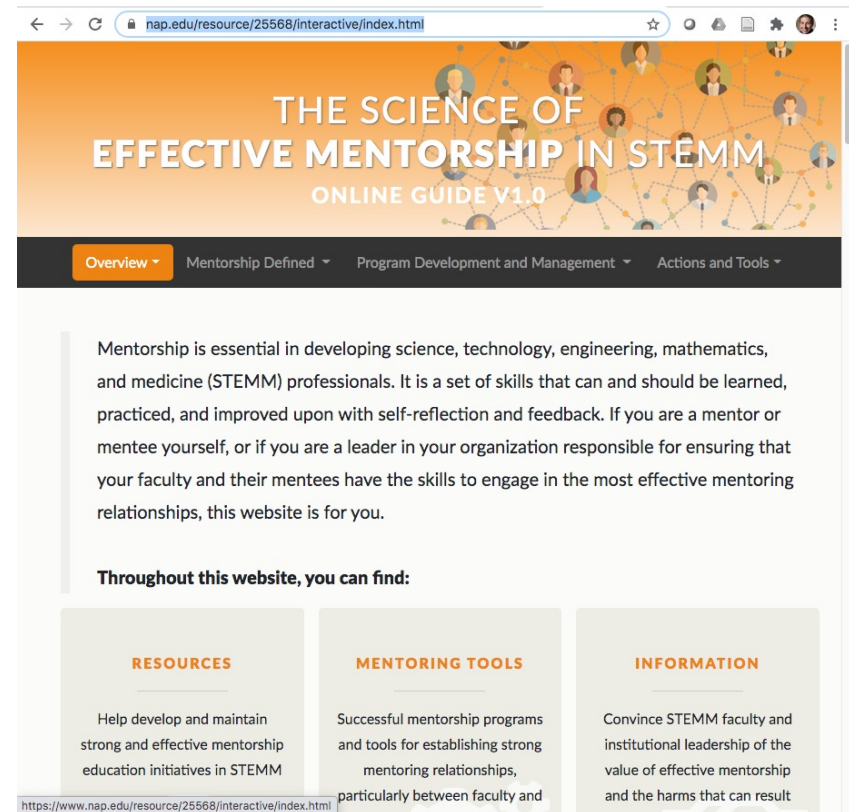 nap.edu/resource/25568/interactive/index.html
THE SCIENCE OF
EFFECTIVE MENTORSHIP IN STEMM
ONLINE GUIDE V1.0
Overview Mentorship Defined Program Development and Management Actions and Tools
Mentorship is essential in developing science, technology, engineering, mathematics,
and medicine (STEMM) professionals. It is a set of skills that can and should be learned,
practiced, and improved upon with self-reflection and feedback. If you are a mentor or
mentee yourself, or if you are a leader in your organization responsible for ensuring that
your faculty and their mentees have the skills to engage in the most effective mentoring
relationships, this website is for you.
Throughout this website, you can find:
RESOURCES
Help develop and maintain
strong and effective mentorship
education initiatives in STEMM
MENTORING TOOLS
Successful mentorship programs
and tools for establishing strong
mentoring relationships,
particularly between faculty and
INFORMATION
Convince STEMM faculty and
institutional leadership of the
value of effective mentorship
and the harms that can result
https://www.nap.edu/resource/25568/interactive/index.html